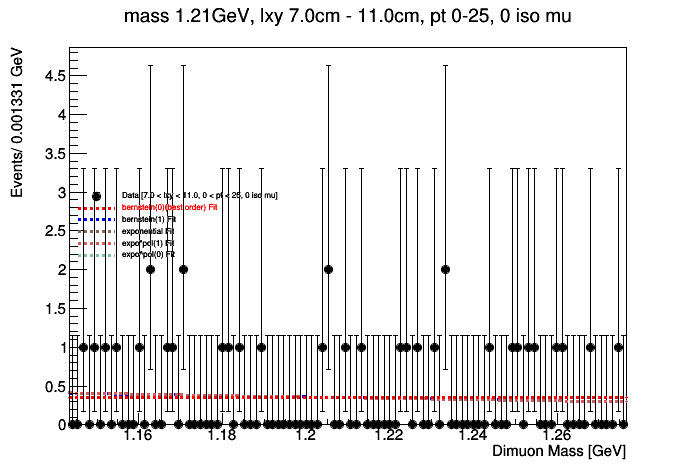 mass 1.21GeV, lxy 7.0cm - 11.0cm, pt 0-25, 0 iso mu
Events/ 0.001331 GeV
4.5
4
3.5
3
2.5
2
1.5
1
0.5
0
Data [7.0 < lxy < 11.0, 0 < pt < 25, 0 iso mu]
bernstein(0)(best order) Fit
bernstein(1) Fit
exponential Fit
expo*pol(1) Fit
expo*pol(0) Fit
1.16 1.18 1.2 1.22 1.24 1.26
Dimuon Mass [GeV]